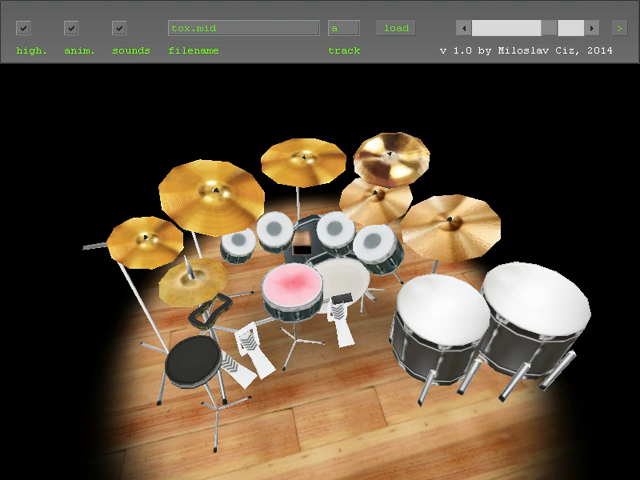 tox.mid a load >
high. anim. sounds filename track v 1.0 by Miloslav Ciz, 2014